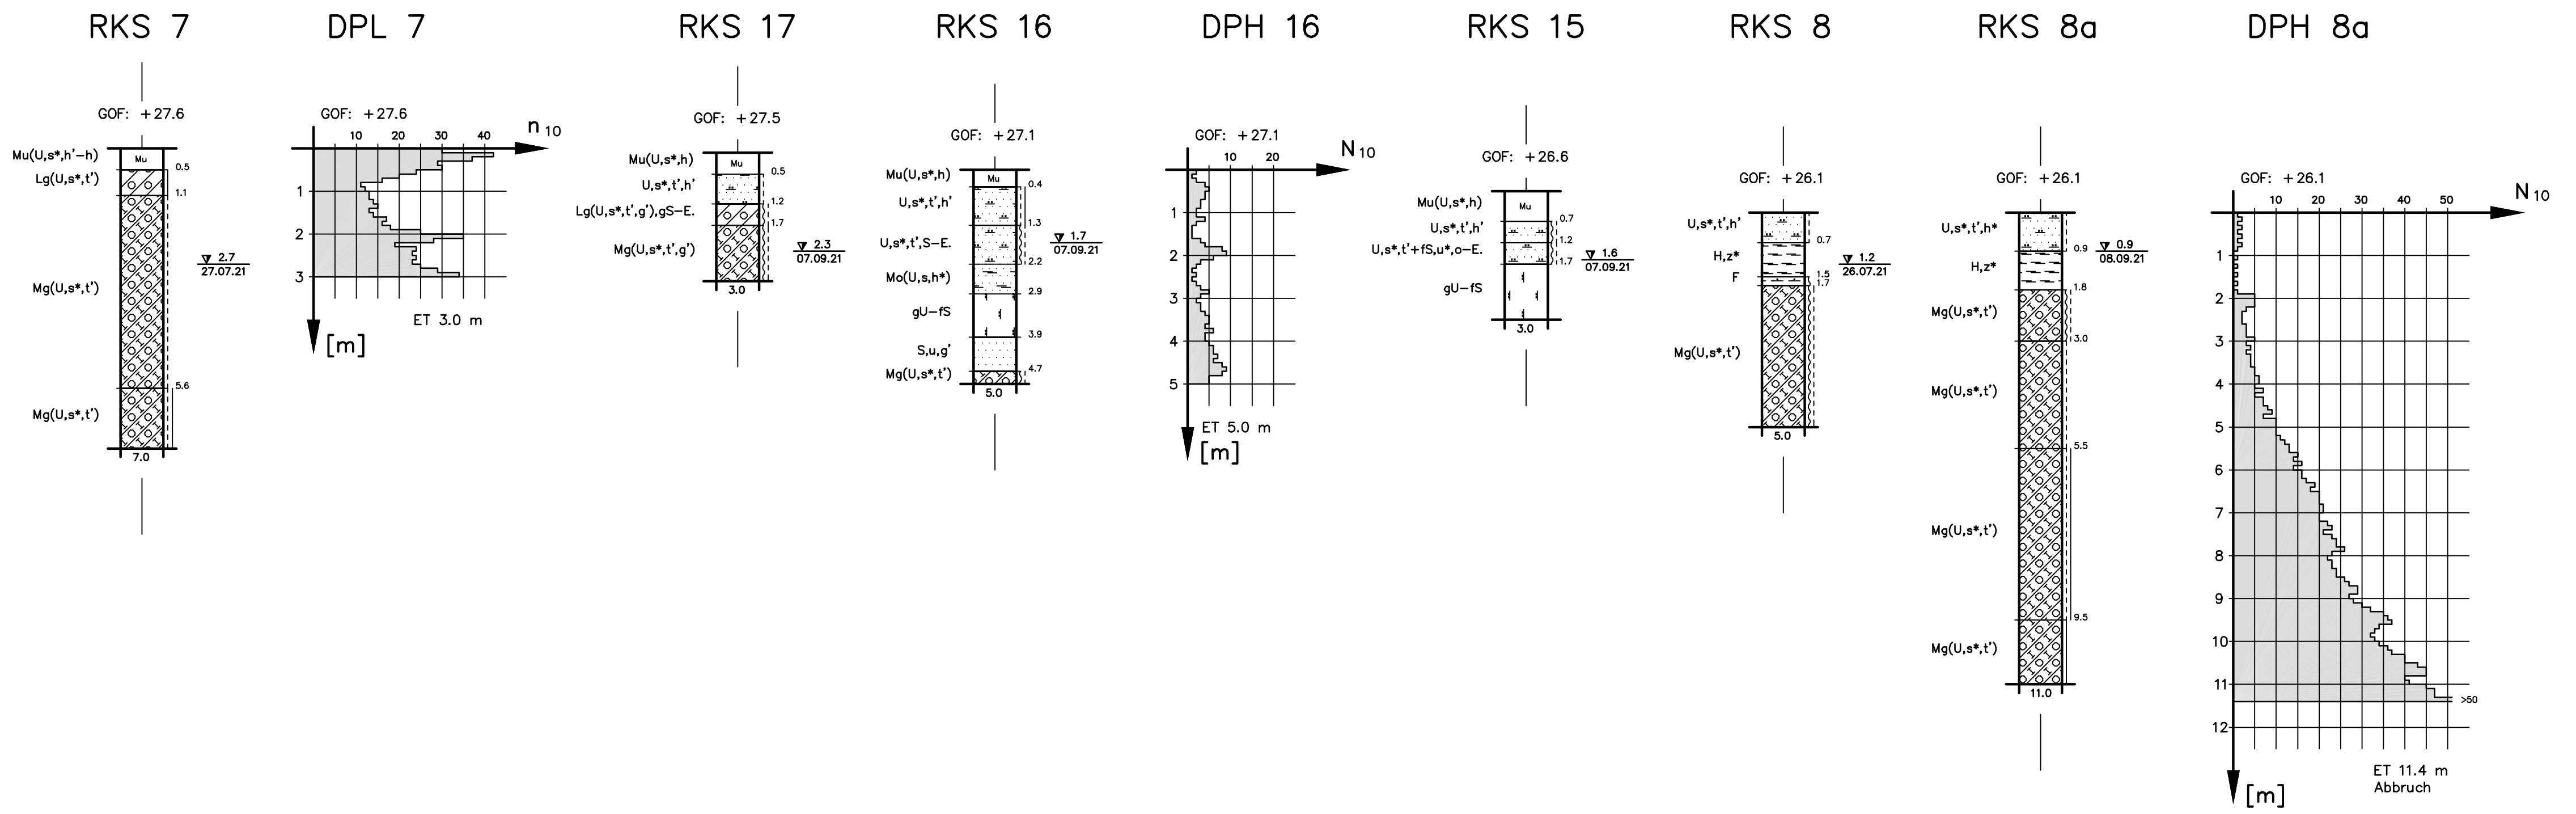 RKS 7
GOF: +27.6
Mu(U,s*,h'-h)
Mu
0.5
Lg(U,s*,t')
1.1
Mg(U,s*,t')
5.6
Mg(U,s*,t')
7.0
2.7
27.07.21
DPL 7
GOF: +27.6
10 20 30 40
n 10
1
2
3
ET 3.0 m
[m]
RKS 17
GOF: +27.5
Mu(U,s*,h)
Mu
0.5
U,s*,t',h'
1.2
Lg(U,s*,t',g'),gS-E.
1.7
Mg(U,s*,t',g')
3.0
2.3
07.09.21
RKS 16
GOF: +27.1
Mu(U,s*,h)
Mu
0.4
U,s*,t',h'
1.3
U,s*,t',S-E.
2.2
Mo(U,s,h*)
2.9
gU-fS
3.9
S,u,g'
4.7
Mg(U,s*,t')
5.0
1.7
07.09.21
DPH 16
GOF: +27.1
10 20
N 10
1
2
3
4
5
ET 5.0 m
[m]
RKS 15
GOF: +26.6
Mu(U,s*,h)
Mu
0.7
U,s*,t',h'
1.2
U,s*,t'+fS,u*,o-E.
1.7
gU-fS
3.0
1.6
07.09.21
RKS 8
GOF: +26.1
U,s*,t',h'
0.7
H,z*
1.5
F
1.7
Mg(U,s*,t')
5.0
1.2
26.07.21
RKS 8a
GOF: +26.1
U,s*,t',h*
0.9
H,z*
1.8
Mg(U,s*,t')
3.0
Mg(U,s*,t')
5.5
Mg(U,s*,t')
9.5
Mg(U,s*,t')
11.0
0.9
08.09.21
DPH 8a
GOF: +26.1
10 20 30 40 50
N 10
1
2
3
4
5
6
7
8
9
10
11
>50
12
ET 11.4 m
Abbruch
[m]